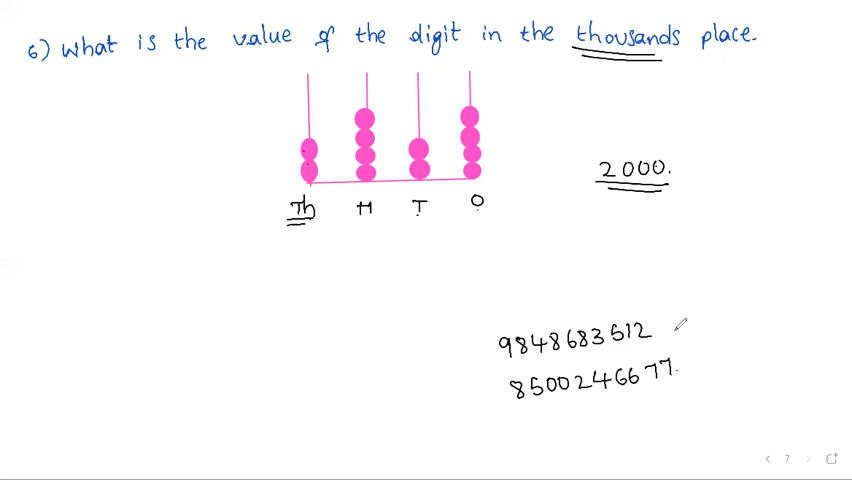 6) What is the value of the digit in the thousands place.
2000.
Th H T O
9848683512
8500246677.
7